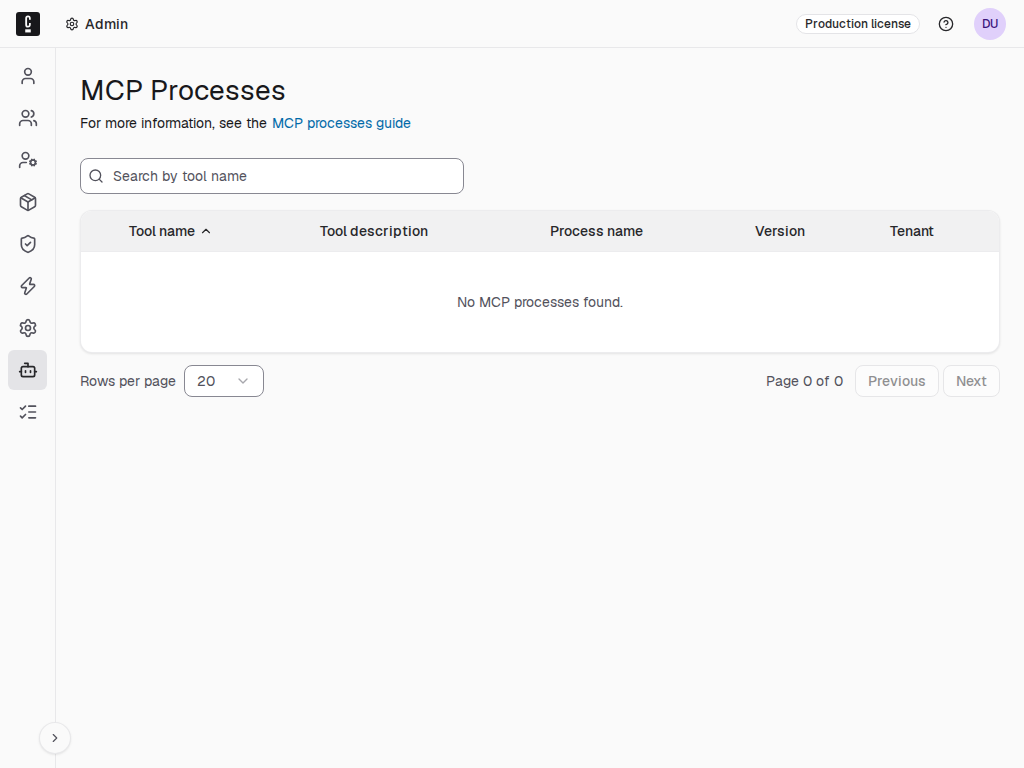 Admin
Production license
DU
MCP Processes
For more information, see the MCP processes guide
Search by tool name
Tool name Tool description Process name Version Tenant
No MCP processes found.
Rows per page 20 Page 0 of 0 Previous Next